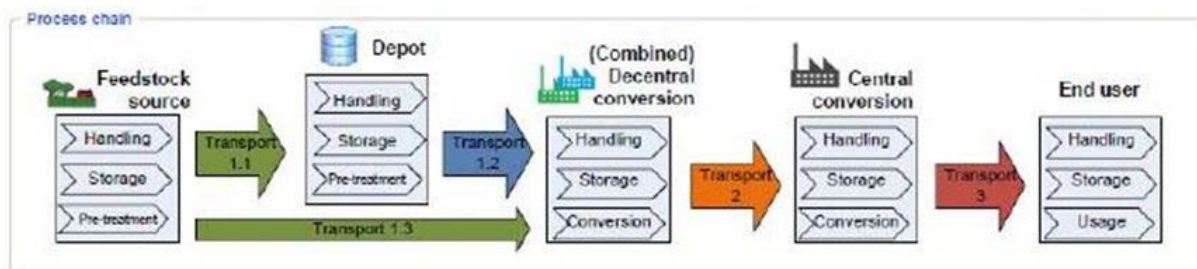 Process chain
Feedstock
source
Handling
Storage
Pre-treatment
Transport
1.1
Depot
Handling
Storage
Pre-treatment
Transport
1.2
Transport 1.3
(Combined)
Decentral
conversion
Handling
Storage
Conversion
Transport
2
Central
conversion
Handling
Storage
Conversion
Transport
3
End user
Handling
Storage
Usage